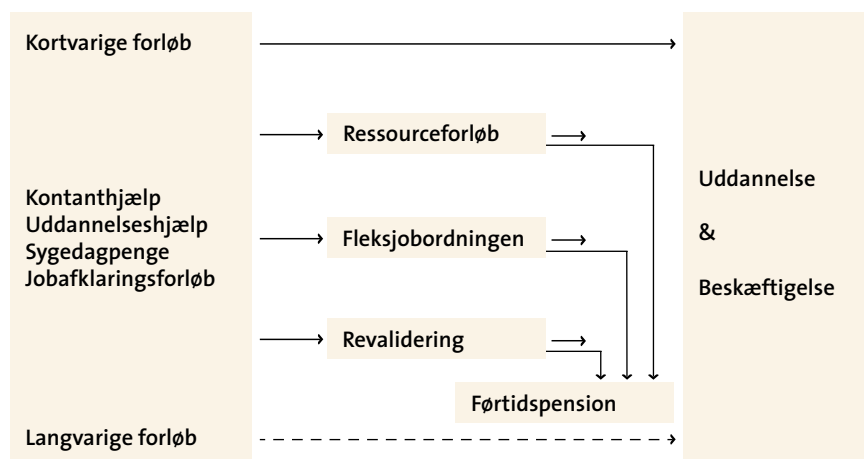 Kortvarige forløb
Kontanthjælp
Uddannelseshjælp
Sygedagpenge
Jobafklaringsforløb
Langvarige forløb
Ressourceforløb
Fleksjobordningen
Revalidering
Førtidspension
Uddannelse
&
Beskæftigelse